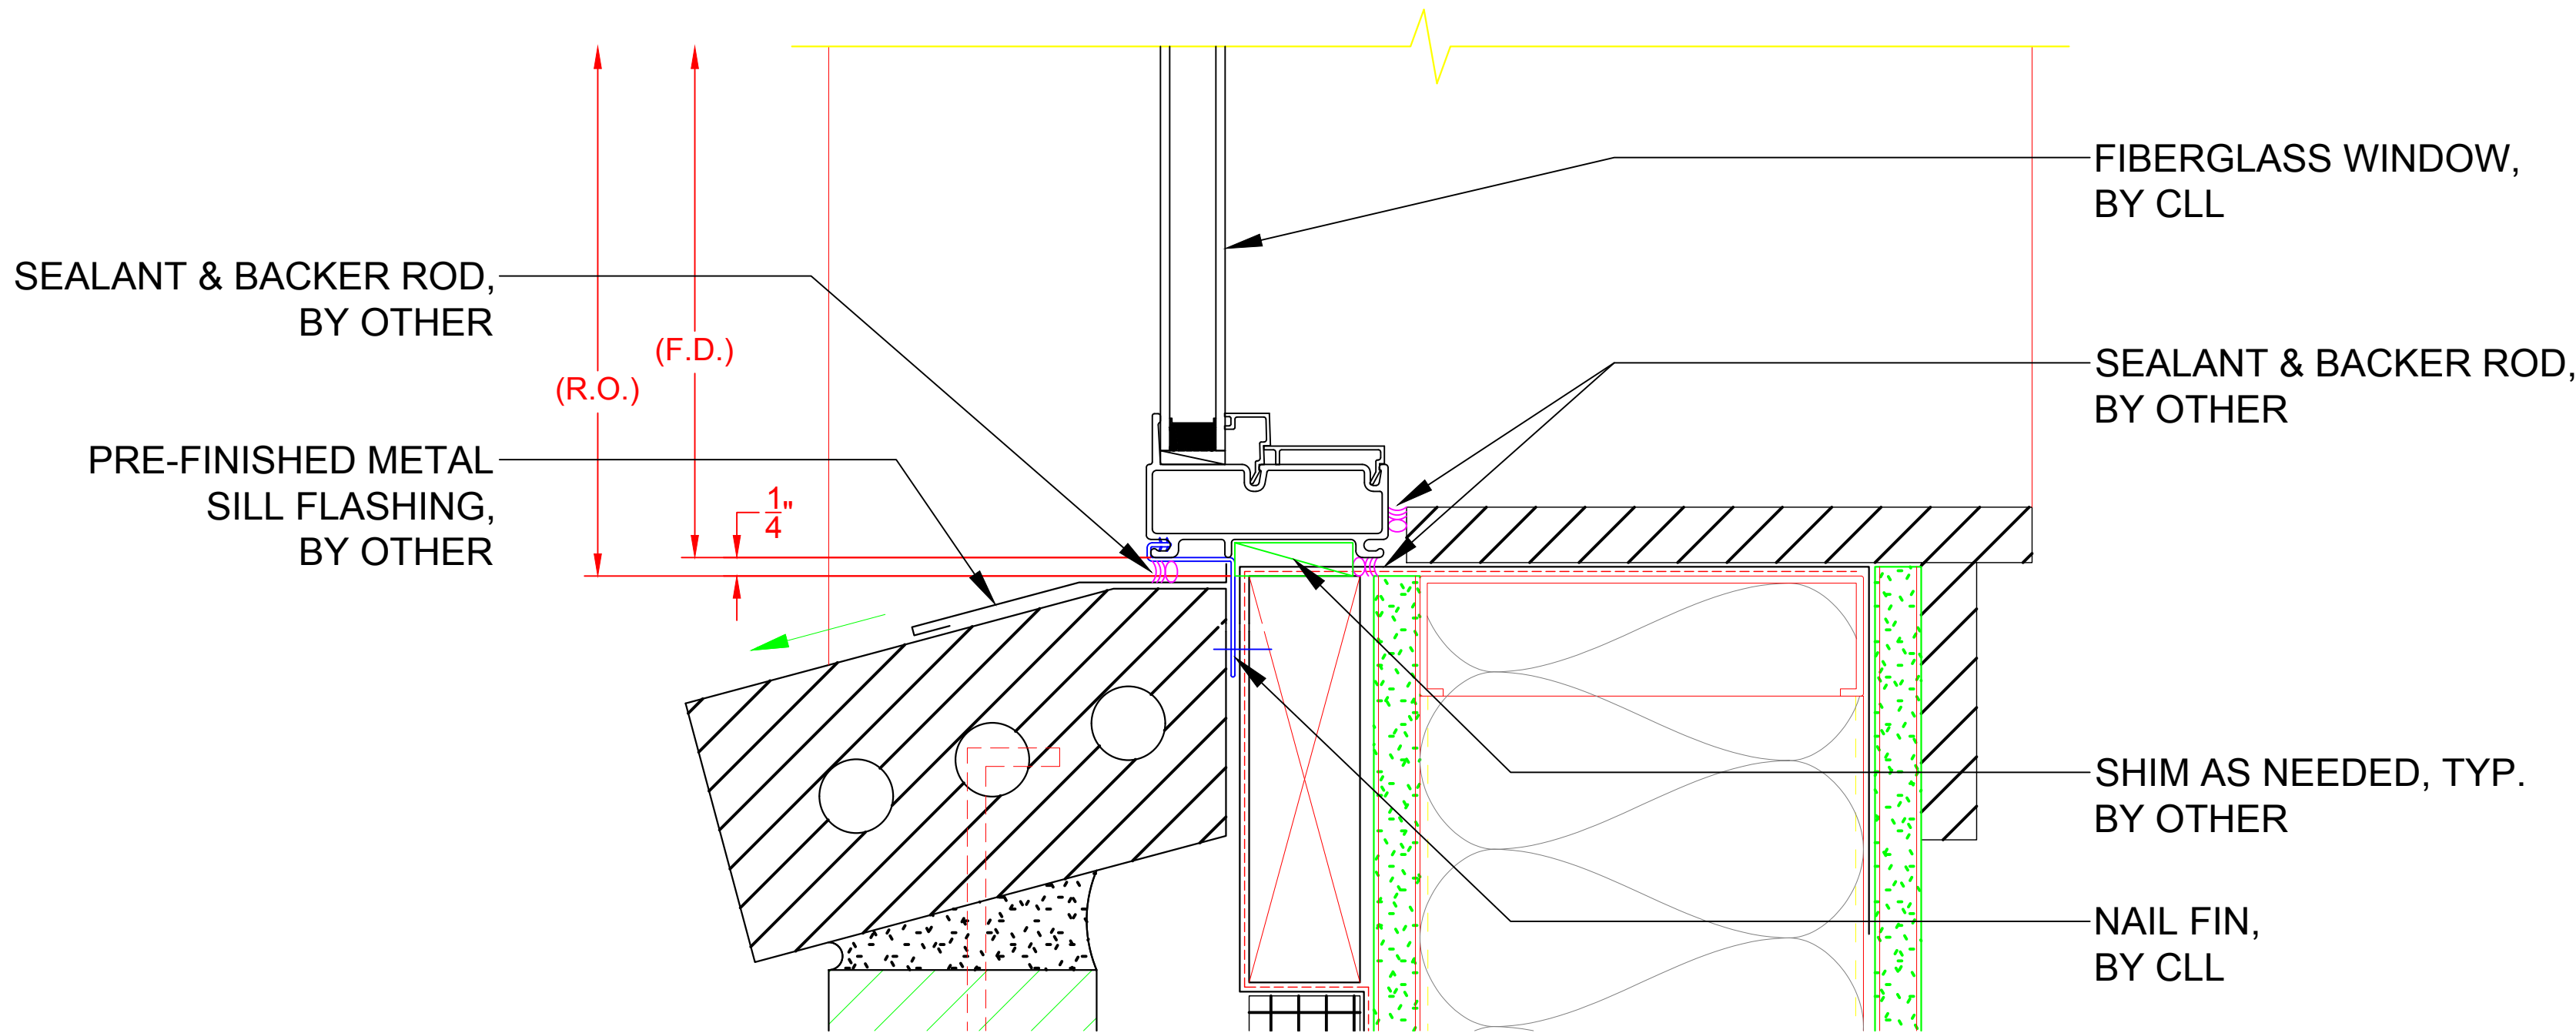 FIBERGLASS WINDOW,
BY CLL
SEALANT & BACKER ROD,
BY OTHER
(F.D.)
(R.O.)
SEALANT & BACKER ROD,
BY OTHER
PRE-FINISHED METAL
SILL FLASHING,
BY OTHER
1/4"
SHIM AS NEEDED, TYP.
BY OTHER
NAIL FIN,
BY CLL